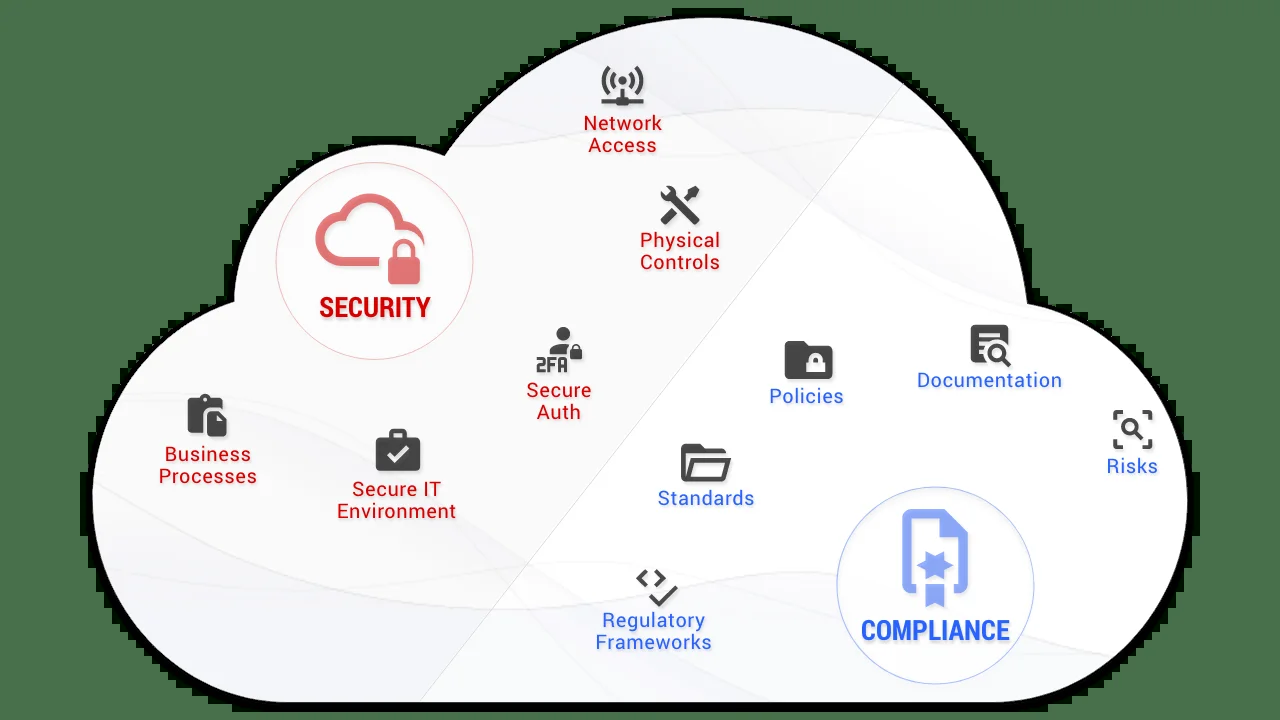 Network
Access
Physical
Controls
SECURITY
2FA
Secure
Auth
Business
Processes
Secure IT
Environment
Policies
Documentation
Risks
Standards
Regulatory
Frameworks
COMPLIANCE